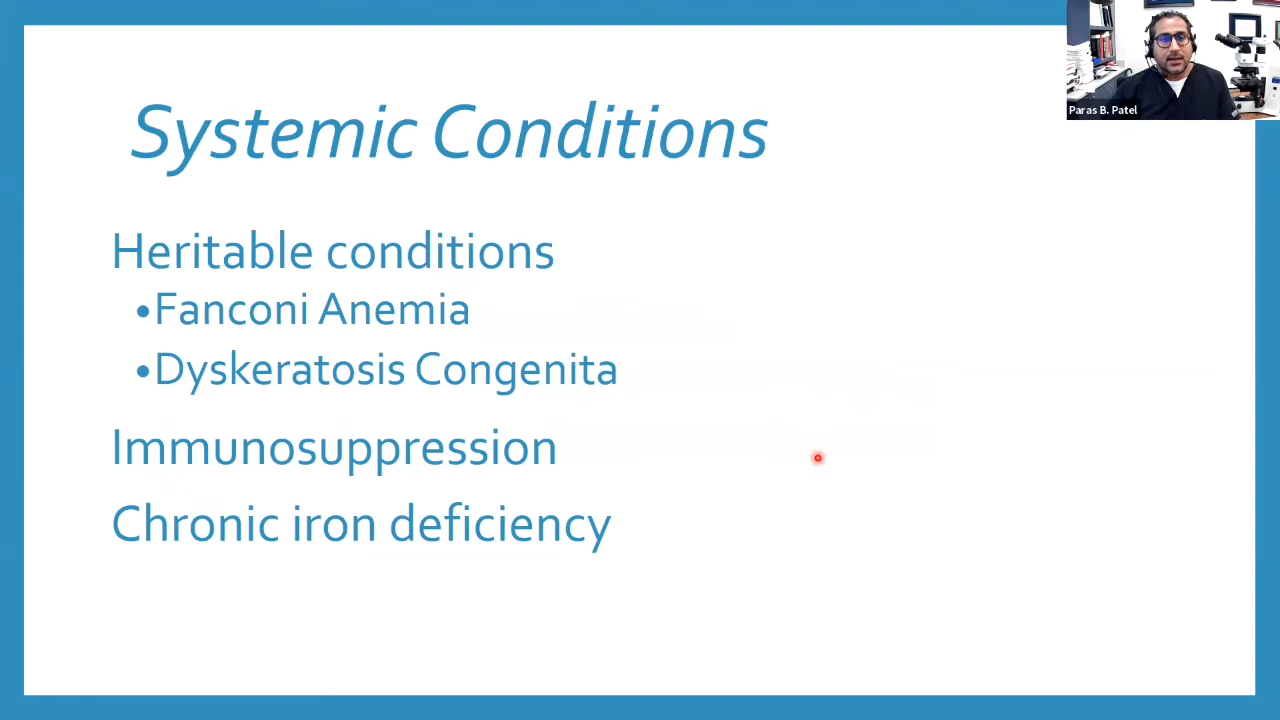 Paras B. Patel
Systemic Conditions
Heritable conditions
•Fanconi Anemia
•Dyskeratosis Congenita
Immunosuppression
Chronic iron deficiency